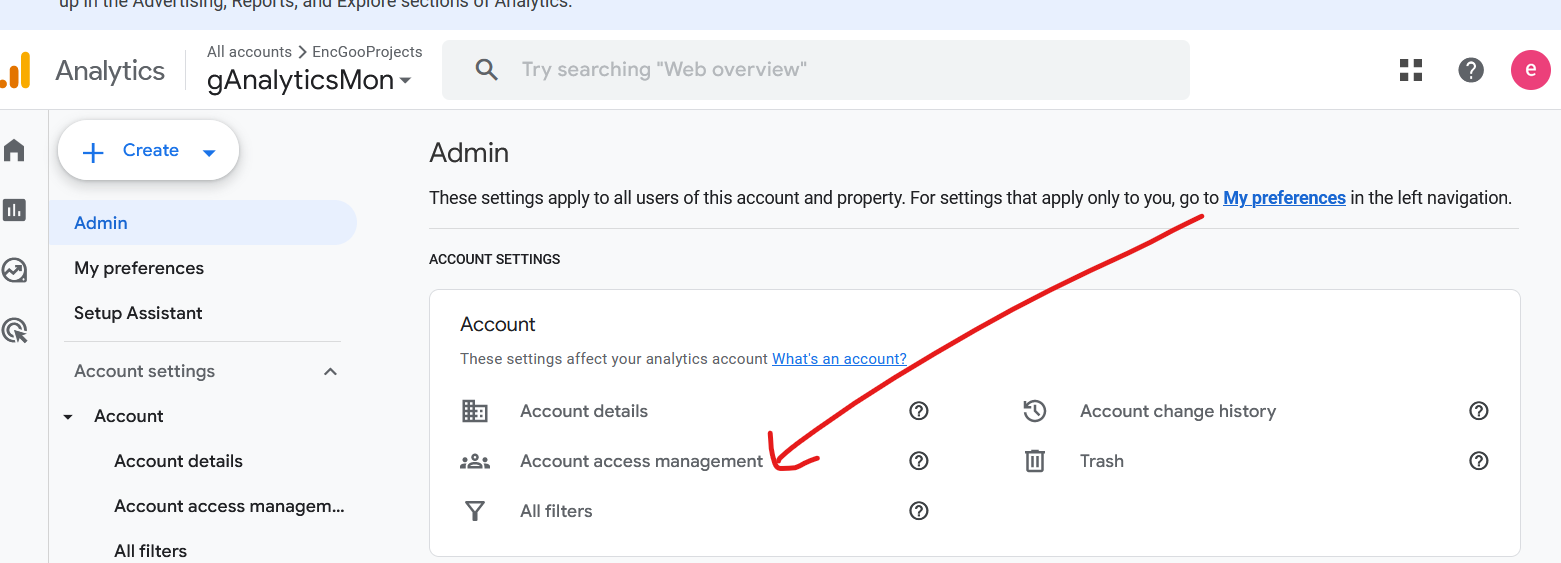 up in the Advertising, Reports, and Explore sections of Analytics.
Analytics
All accounts > EncGooProjects
gAnalyticsMon
Try searching "Web overview"
?
e
+ Create
Admin
My preferences
Setup Assistant
Account settings
Account
Account details
Account access managem...
All filters
Admin
These settings apply to all users of this account and property. For settings that apply only to you, go to My preferences in the left navigation.
ACCOUNT SETTINGS
Account
These settings affect your analytics account What's an account?
Account details ?
Account change history ?
Account access management ?
Trash ?
All filters ?